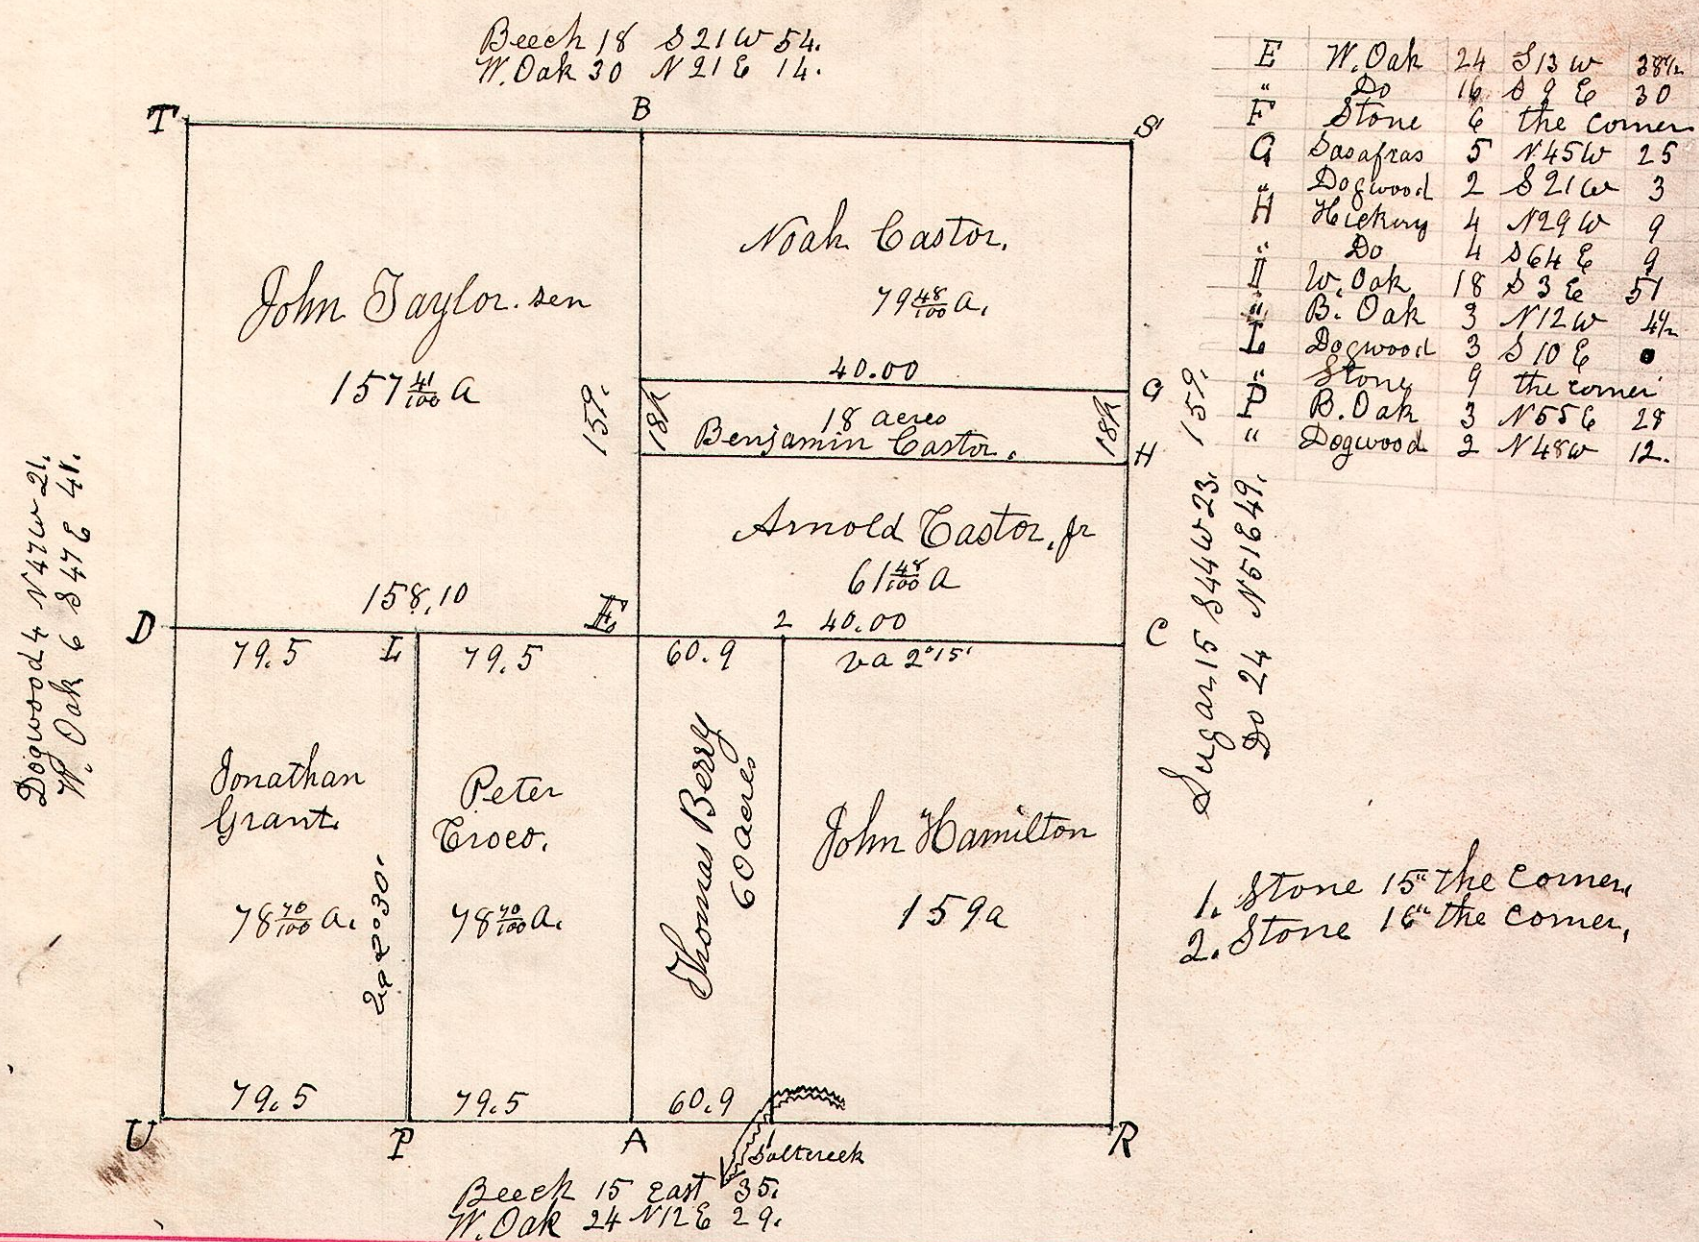 Beech 18 S21W 54.
W. Oak 30 N21E 14.
T
B
S
John Taylor. sen
157 41/100 A
Noah Castor.
79 48/100 A.
40.00
G
159.
18R
18 acres
Benjamin Castor.
18R
H
159.
Arnold Castor, jr
61 48/100 A
D
158,10
E
2 40.00
C
79.5
L
79.5
60.9
va 2°15'
Dogwood 4 N47W 21.
W. Oak 6 S47E 41.
Sugar 15 S44W 23.
Do 24 N51E 49.
Jonathan
Grant.
78 70/100 A.
va 2°30'
Peter
78 70/100 A.
Thomas Berry
60 acres
John Hamilton
159a
79.5
79.5
60.9
U
P
A
1
R
Saltcreek
Beech 15 east 35.
W. Oak 24 N12E 29.
E W. Oak 24 S13W 38½
" Do 16 S9E 30
F Stone 6 the corner
G Sasafras 5 N45W 25
" Dogwood 2 S21W 3
H Hickory 4 N29W 9
" Do 4 S64E 9
I W. Oak 18 S3E 51
" B. Oak 3 N12W 4½
L Dogwood 3 S10E
" Stone 9 the corner
P B. Oak 3 N55E 28
" Dogwood 2 N48W 12.
1. Stone 15" the corner.
2. Stone 16" the corner.